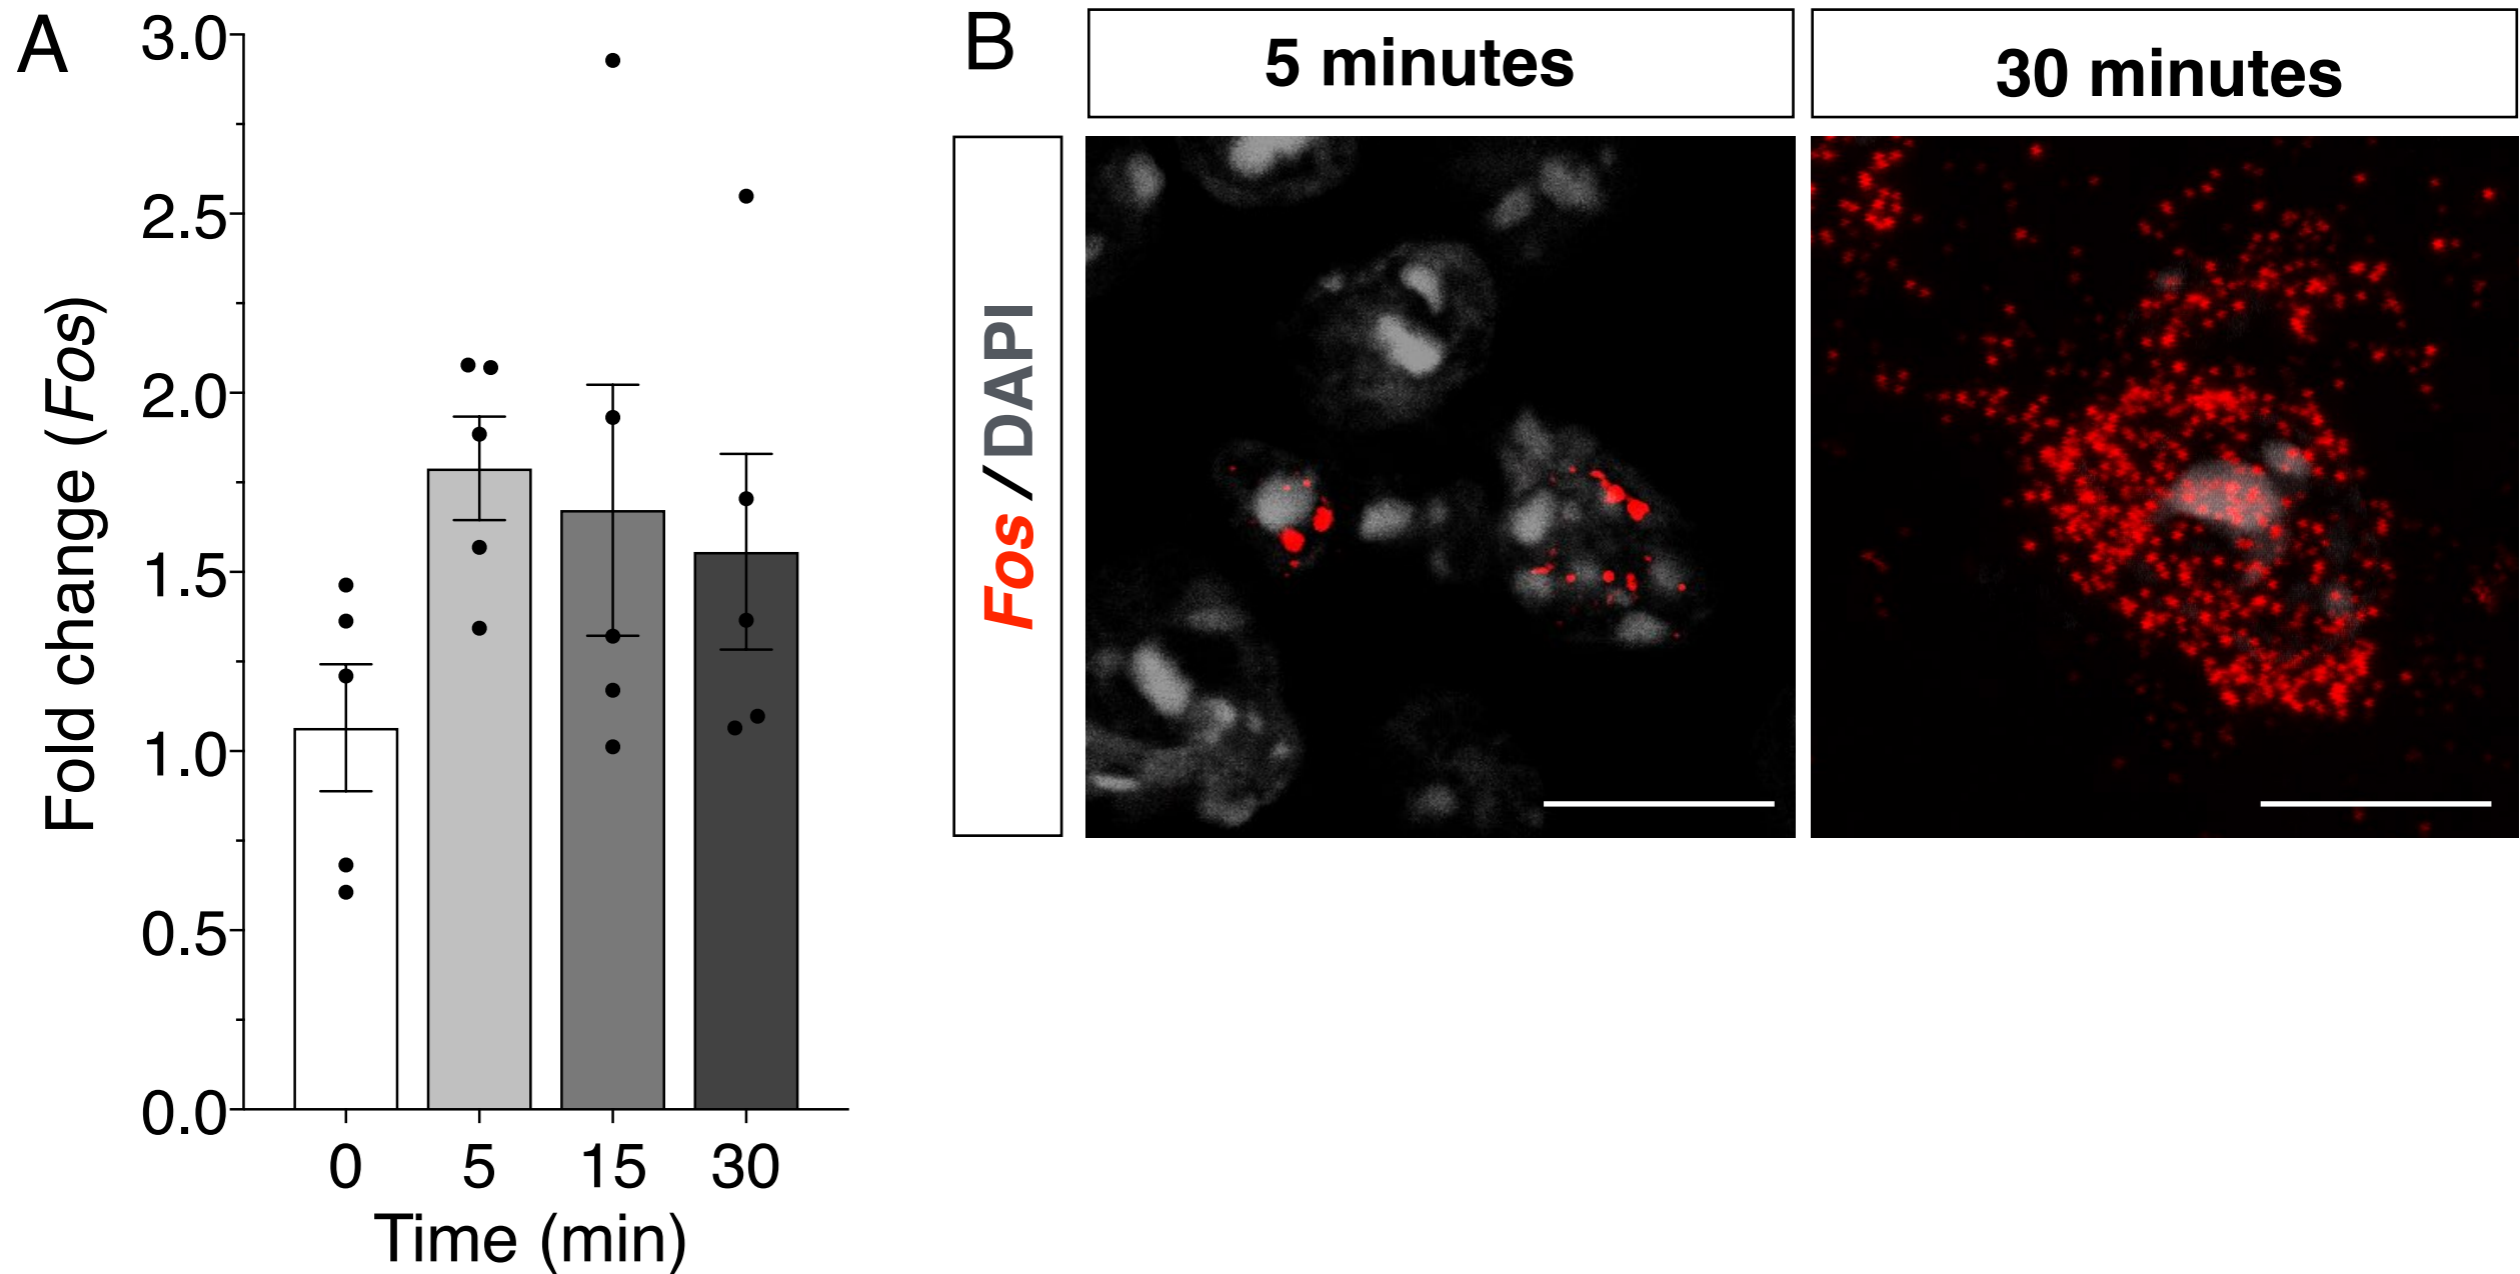 A
3.0
2.5
2.0
1.5
1.0
0.5
0.0
Fold change (Fos)
0 5 15 30
Time (min)
B
5 minutes
30 minutes
Fos/DAPI